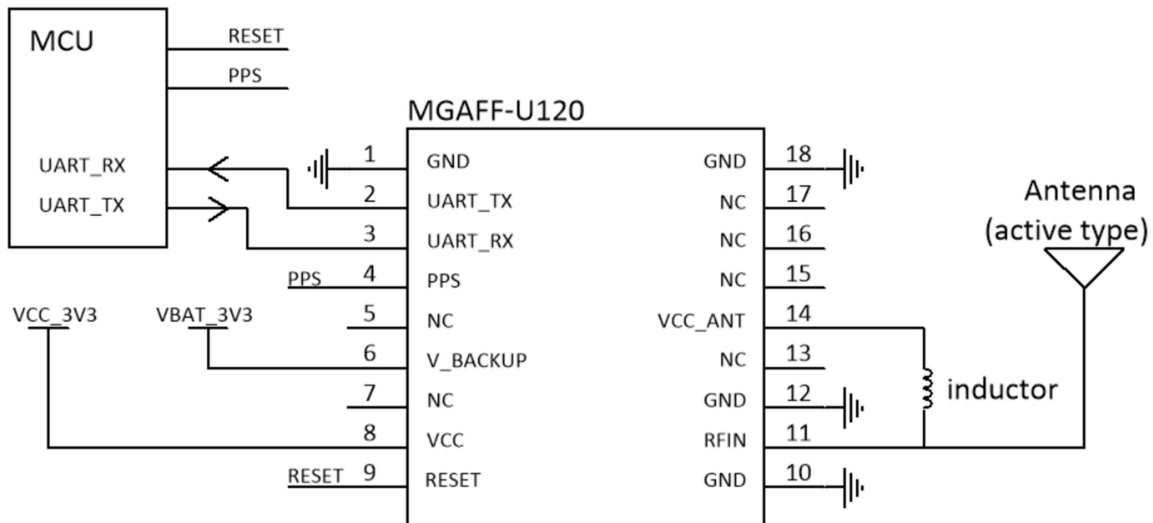 MCU
RESET
PPS
UART_RX
UART_TX
MGAFF-U120
1 GND
2 UART_TX
3 UART_RX
PPS 4 PPS
5 NC
6 V_BACKUP
7 NC
8 VCC
RESET 9 RESET
VCC_3V3
VBAT_3V3
GND 18
NC 17
NC 16
NC 15
VCC_ANT 14
NC 13
GND 12
RFIN 11
GND 10
inductor
Antenna
(active type)